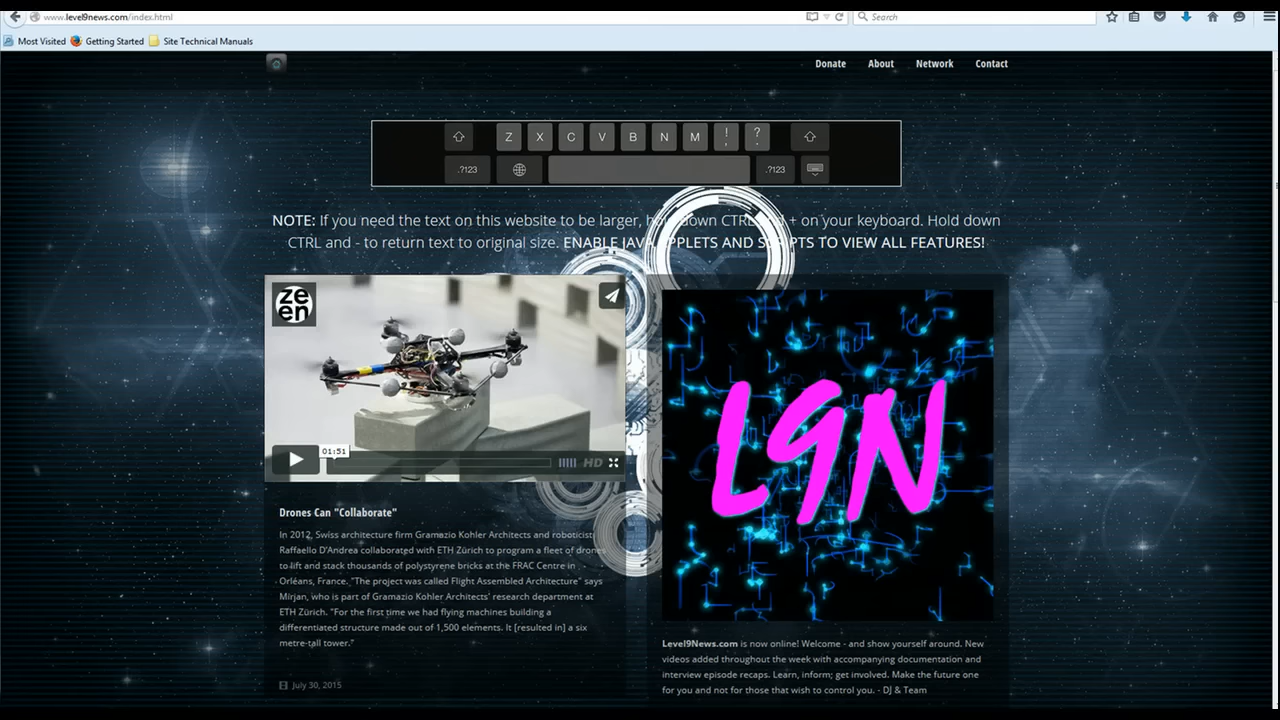 www.level9news.com/index.html
Search
Most Visited
Getting Started
Site Technical Manuals
Donate
About
Network
Contact
Z X C V B N M ! , ? .
.?123
.?123
NOTE: If you need the text on this website to be larger, hold down CTRL and + on your keyboard. Hold down
CTRL and - to return text to original size. ENABLE JAVA APPLETS AND SCRIPTS TO VIEW ALL FEATURES!
ze
en
01:51
HD
Drones Can "Collaborate"
In 2012, Swiss architecture firm Gramazio Kohler Architects and roboticist
Raffaello D'Andrea collaborated with ETH Zürich to program a fleet of drones
to lift and stack thousands of polystyrene bricks at the FRAC Centre in
Orléans, France. "The project was called Flight Assembled Architecture" says
Mirjan, who is part of Gramazio Kohler Architects' research department at
ETH Zürich. "For the first time we had flying machines building a
differentiated structure made out of 1,500 elements. It [resulted in] a six
metre-tall tower."
July 30, 2015
L9N
Level9News.com is now online! Welcome - and show yourself around. New
videos added throughout the week with accompanying documentation and
interview episode recaps. Learn, inform; get involved. Make the future one
for you and not for those that wish to control you. - DJ & Team